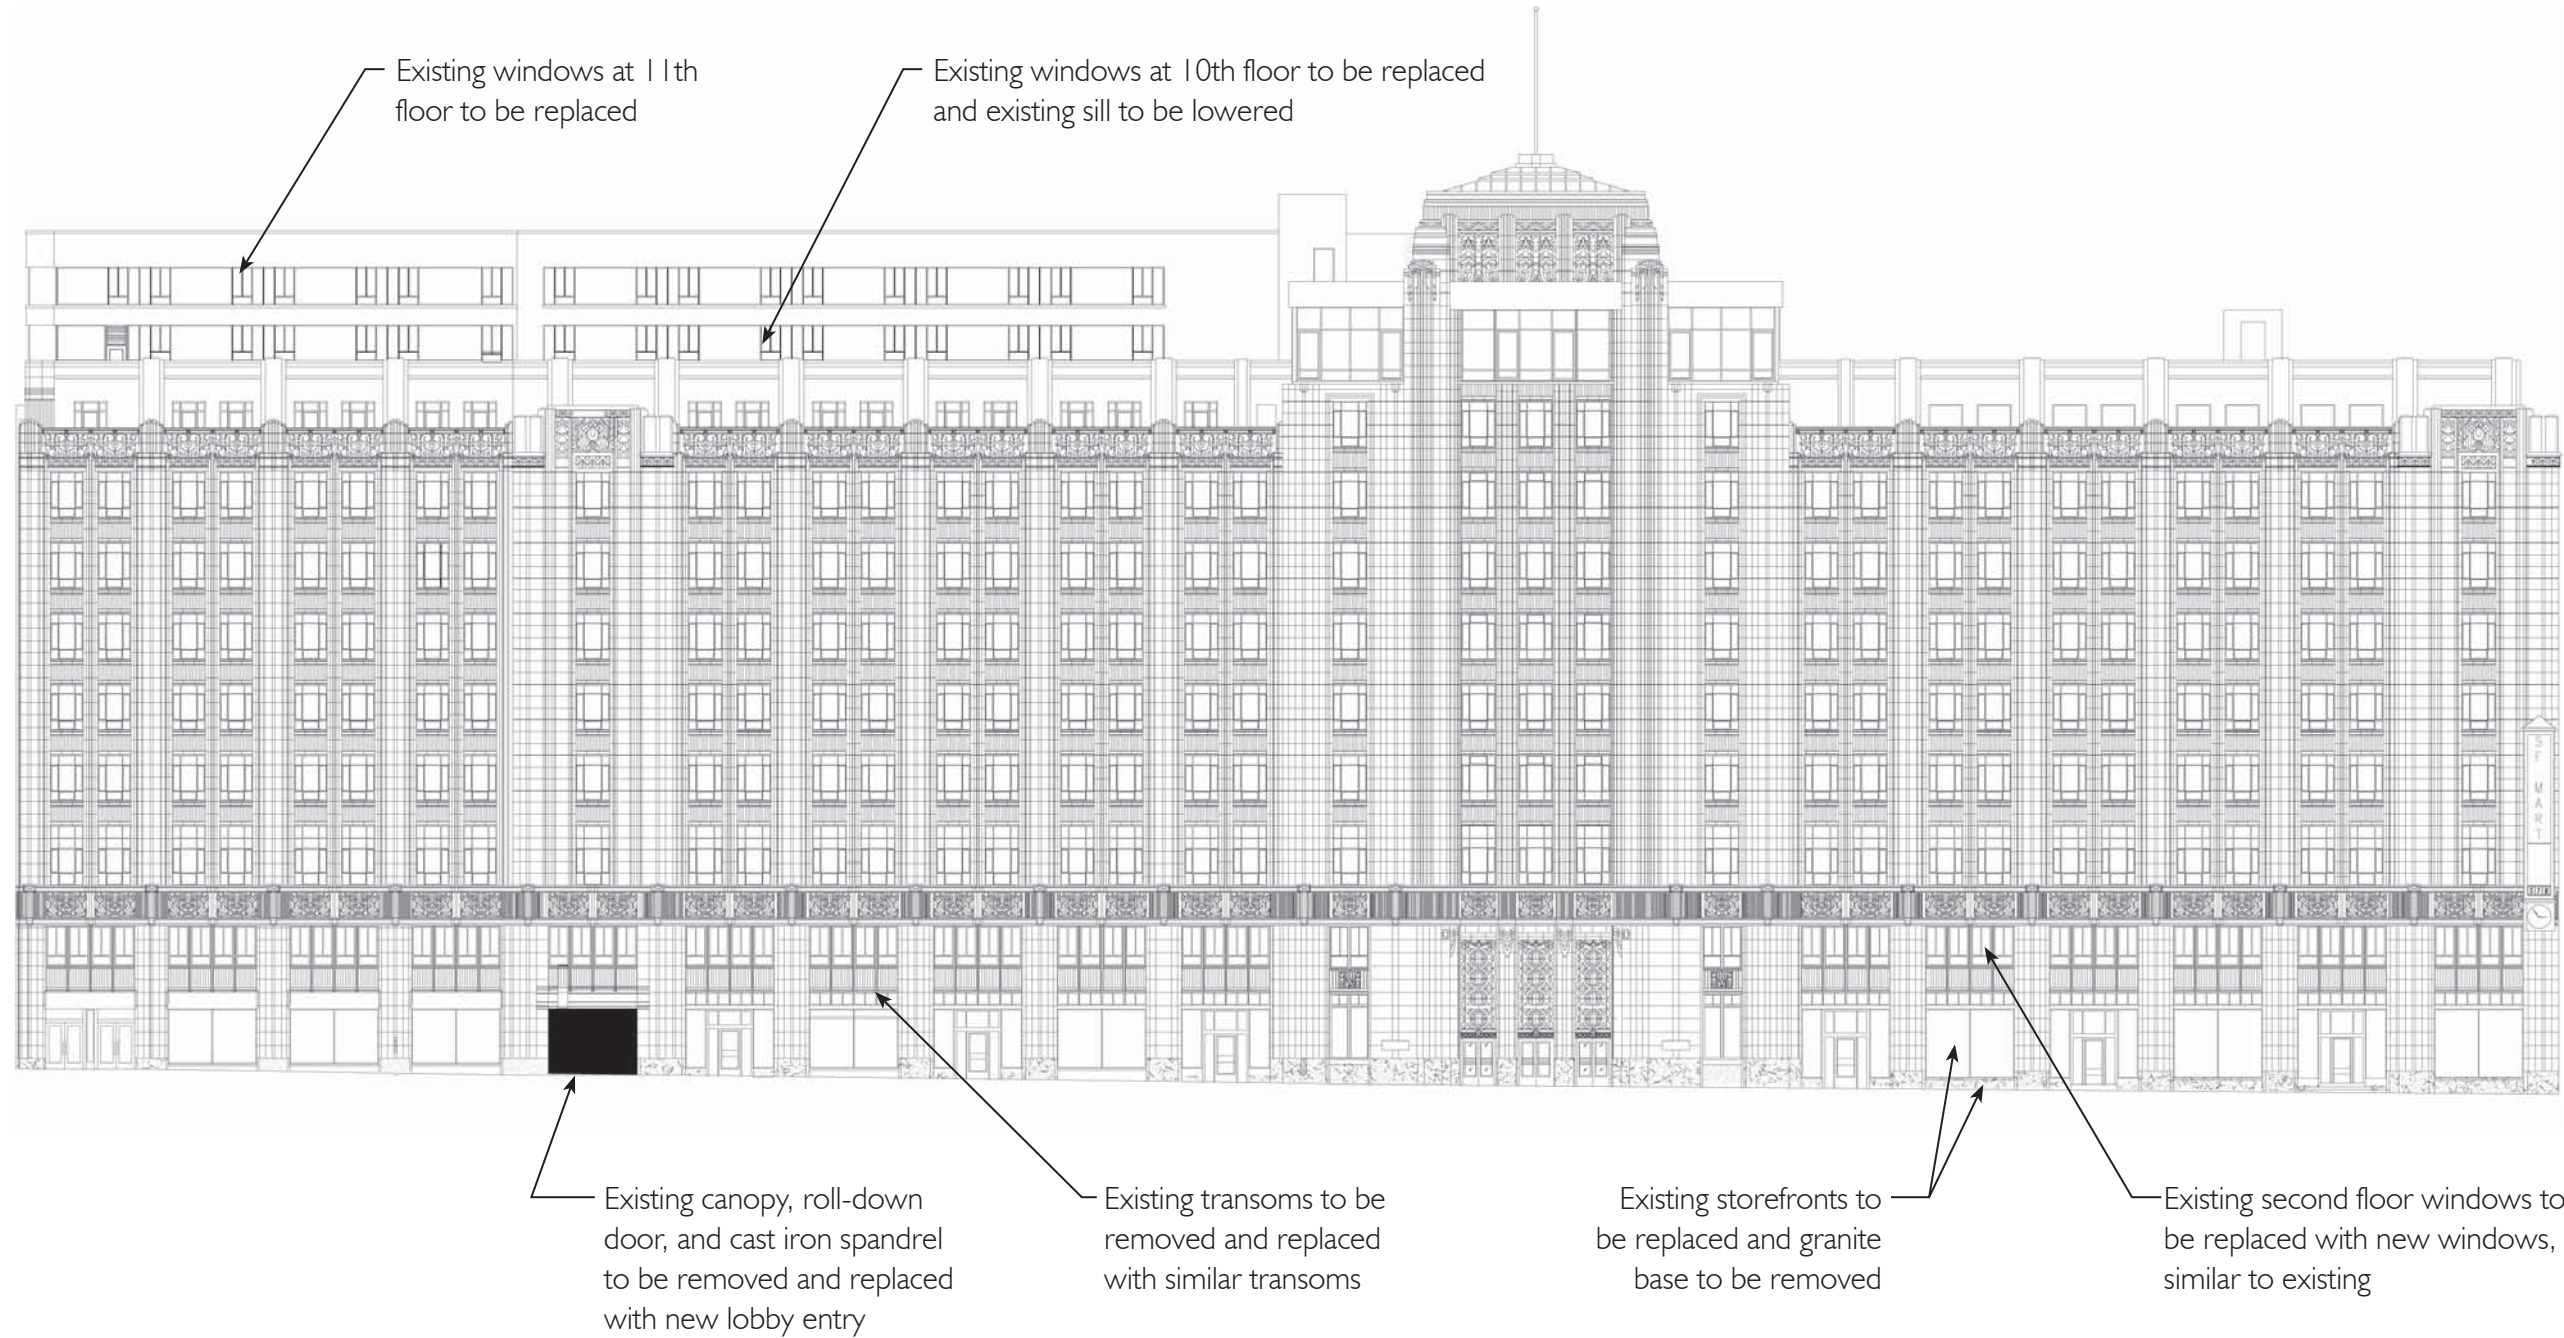 Existing windows at 11th
floor to be replaced
Existing windows at 10th floor to be replaced
and existing sill to be lowered
SF MART
Existing canopy, roll-down
door, and cast iron spandrel
to be removed and replaced
with new lobby entry
Existing transoms to be
removed and replaced
with similar transoms
Existing storefronts to
be replaced and granite
base to be removed
Existing second floor windows to
be replaced with new windows,
similar to existing